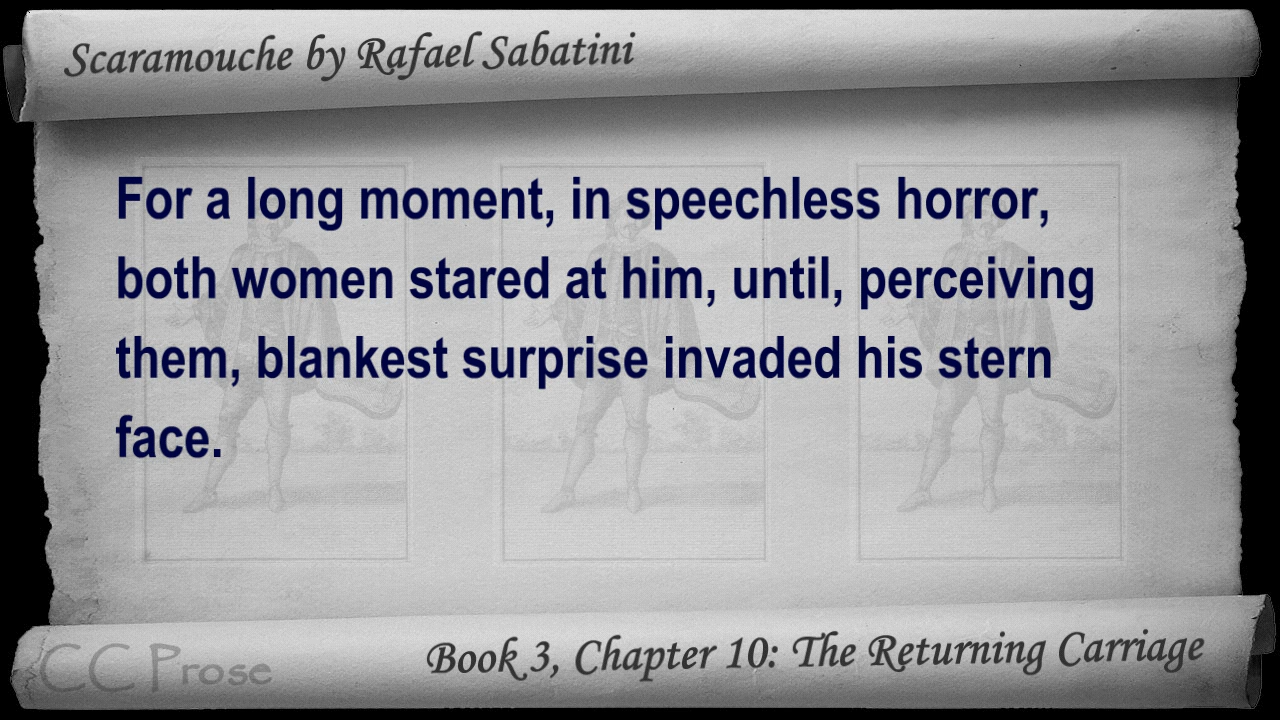 Scaramouche by Rafael Sabatini
For a long moment, in speechless horror,
both women stared at him, until, perceiving
them, blankest surprise invaded his stern
face.
CC Prose
Book 3, Chapter 10: The Returning Carriage